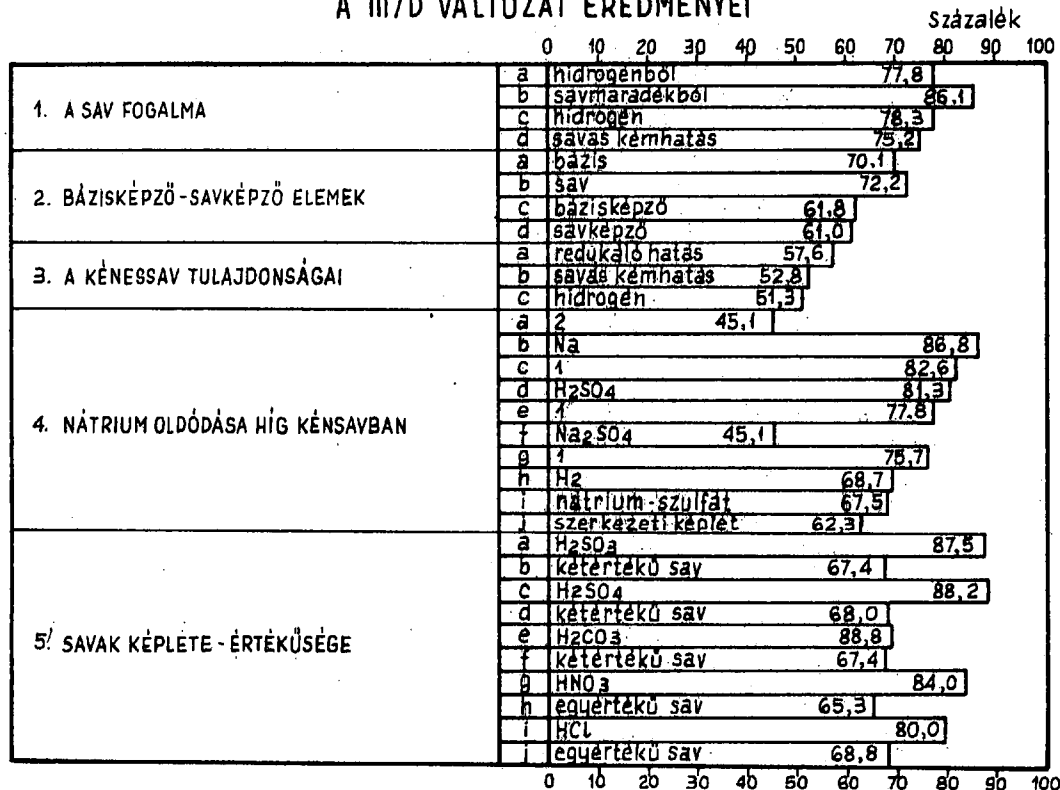 A III/D VÁLTOZAT EREDMÉNYEI
Százalék
0 10 20 30 40 50 60 70 80 90 100
1. A SAV FOGALMA
a hidrogénből 77,8
b savmaradékból 86,1
c hidrogén 78,3
d savas kémhatás 75,2
2. BÁZISKÉPZŐ-SAVKÉPZŐ ELEMEK
a bázis 70,1
b sav 72,2
c bázisképző 61,8
d savképző 61,0
3. A KÉNESSAV TULAJDONSÁGAI
a redukáló hatás 57,6
b savas kémhatás 52,8
c hidrogén 51,3
4. NÁTRIUM OLDÓDÁSA HÍG KÉNSAVBAN
a 2 45,1
b Na 86,8
c 1 82,6
d H2SO4 81,3
e 1 77,8
f Na2SO4 45,1
g 1 75,7
h H2 68,7
i nátrium-szulfát 67,5
j szerkezeti képlet 62,3
5. SAVAK KÉPLETE - ÉRTÉKŰSÉGE
a H2SO3 87,5
b kétértékű sav 67,4
c H2SO4 88,2
d kétértékű sav 68,0
e H2CO3 88,8
f kétértékű sav 67,4
g HNO3 84,0
h egyértékű sav 65,3
i HCl 80,0
j egyértékű sav 68,8
0 10 20 30 40 50 60 70 80 90 100